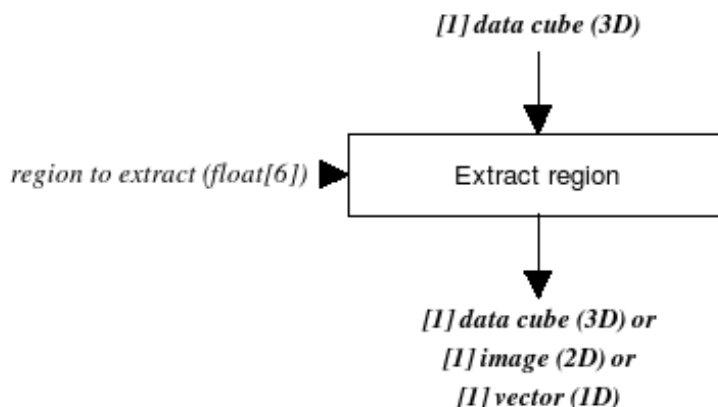 [1] data cube (3D)
region to extract (float[6])
Extract region
[1] data cube (3D) or
[1] image (2D) or
[1] vector (1D)